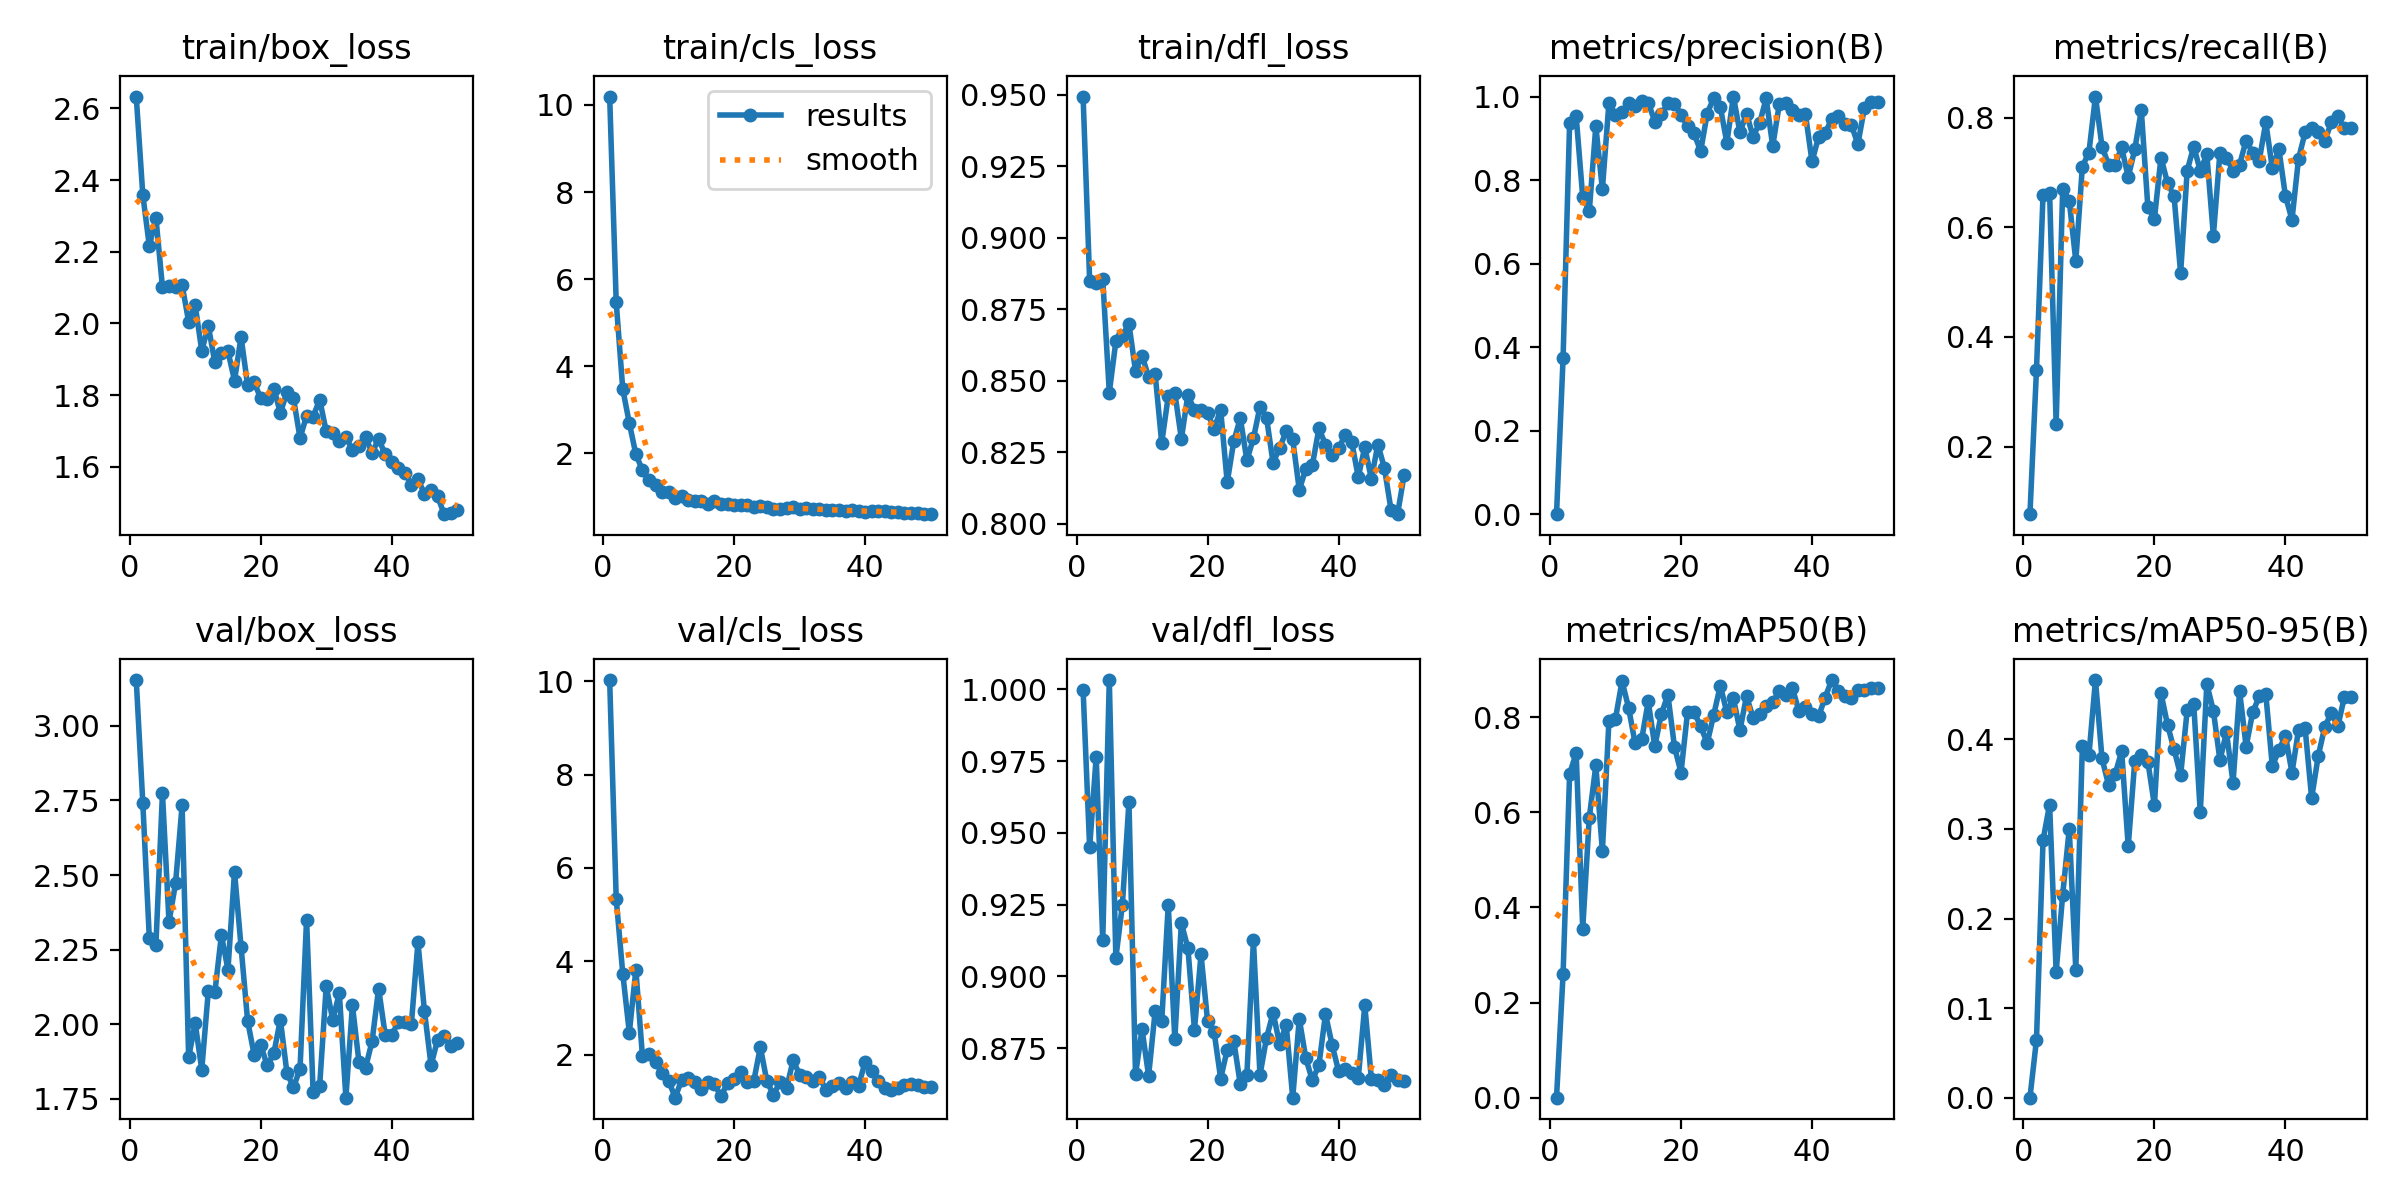 train/box_loss
train/cls_loss
train/dfl_loss
metrics/precision(B)
metrics/recall(B)
2.6
2.4
2.2
2.0
1.8
1.6
0 20 40
10
8
6
4
2
results
smooth
0 20 40
0.950
0.925
0.900
0.875
0.850
0.825
0.800
0 20 40
1.0
0.8
0.6
0.4
0.2
0.0
0 20 40
0.8
0.6
0.4
0.2
0 20 40
val/box_loss
val/cls_loss
val/dfl_loss
metrics/mAP50(B)
metrics/mAP50-95(B)
3.00
2.75
2.50
2.25
2.00
1.75
0 20 40
10
8
6
4
2
0 20 40
1.000
0.975
0.950
0.925
0.900
0.875
0 20 40
0.8
0.6
0.4
0.2
0.0
0 20 40
0.4
0.3
0.2
0.1
0.0
0 20 40